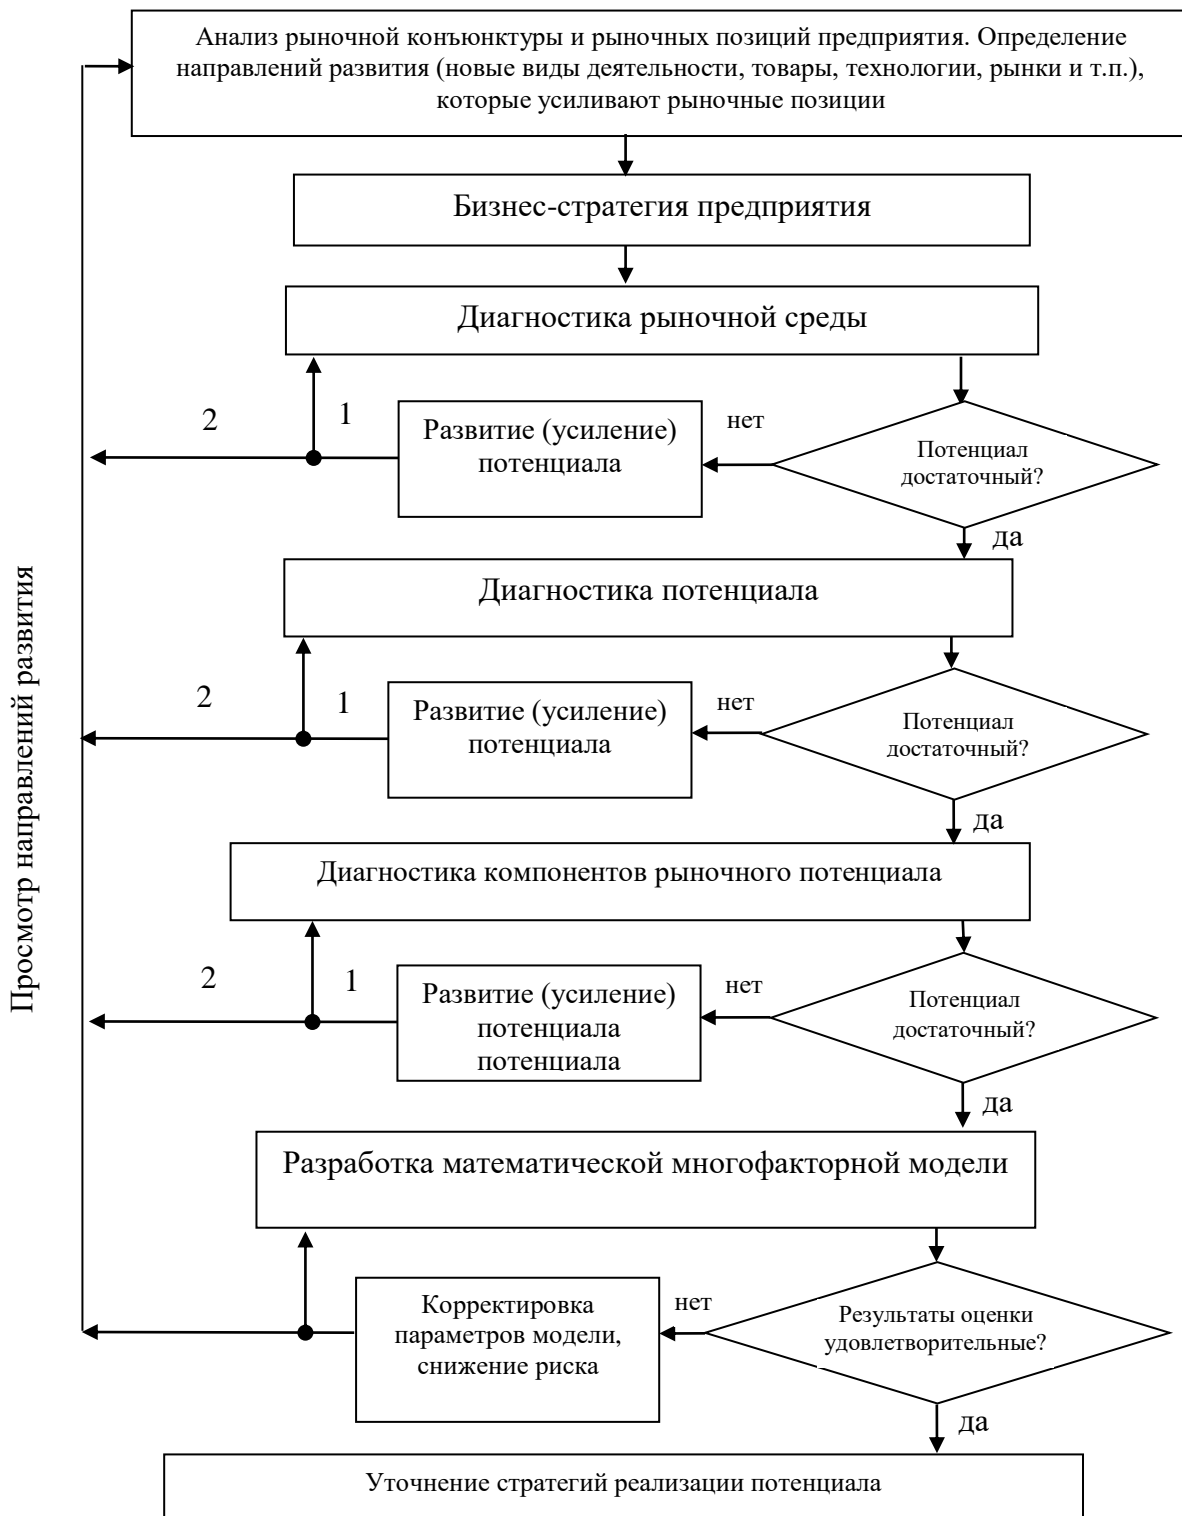 Анализ рыночной конъюнктуры и рыночных позиций предприятия. Определение
направлений развития (новые виды деятельности, товары, технологии, рынки и т.п.),
которые усиливают рыночные позиции
Бизнес-стратегия предприятия
Диагностика рыночной среды
2
1
Развитие (усиление)
потенциала
нет
Потенциал
достаточный?
да
Диагностика потенциала
2
1
Развитие (усиление)
потенциала
нет
Потенциал
достаточный?
да
Диагностика компонентов рыночного потенциала
2
1
Развитие (усиление)
потенциала
потенциала
нет
Потенциал
достаточный?
да
Разработка математической многофакторной модели
Корректировка
параметров модели,
снижение риска
нет
Результаты оценки
удовлетворительные?
да
Уточнение стратегий реализации потенциала
Просмотр направлений развития